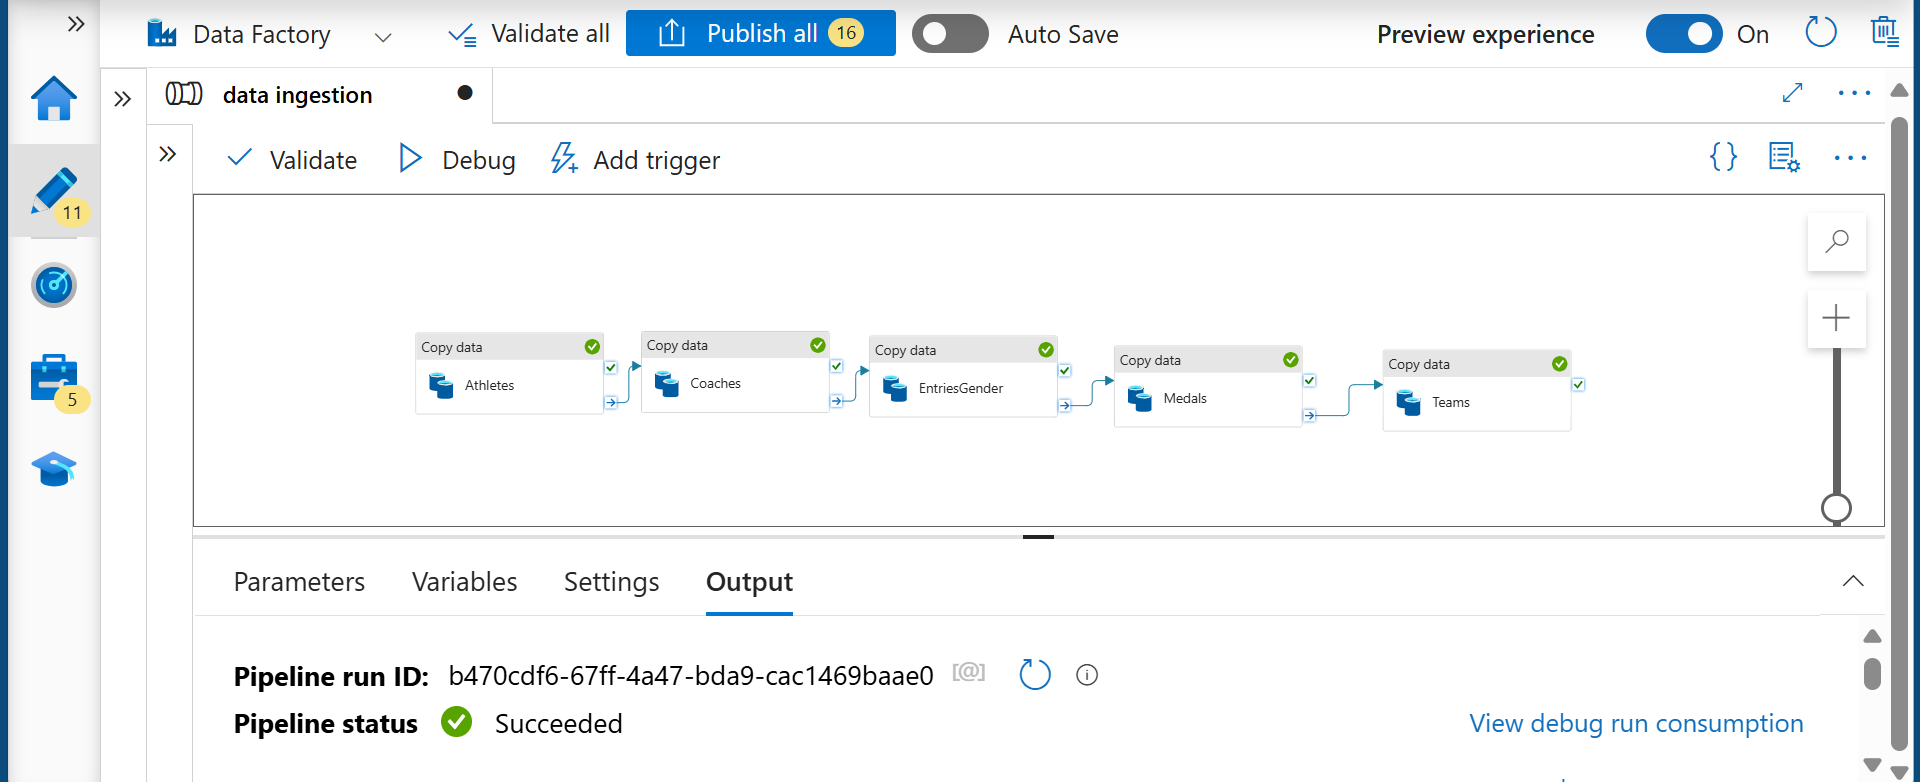 Data Factory Validate all Publish all 16 Auto Save Preview experience On
data ingestion
Validate Debug Add trigger
11
5
Copy data
Athletes
Copy data
Coaches
Copy data
EntriesGender
Copy data
Medals
Copy data
Teams
Parameters Variables Settings Output
Pipeline run ID: b470cdf6-67ff-4a47-bda9-cac1469baae0 [@]
Pipeline status Succeeded
View debug run consumption